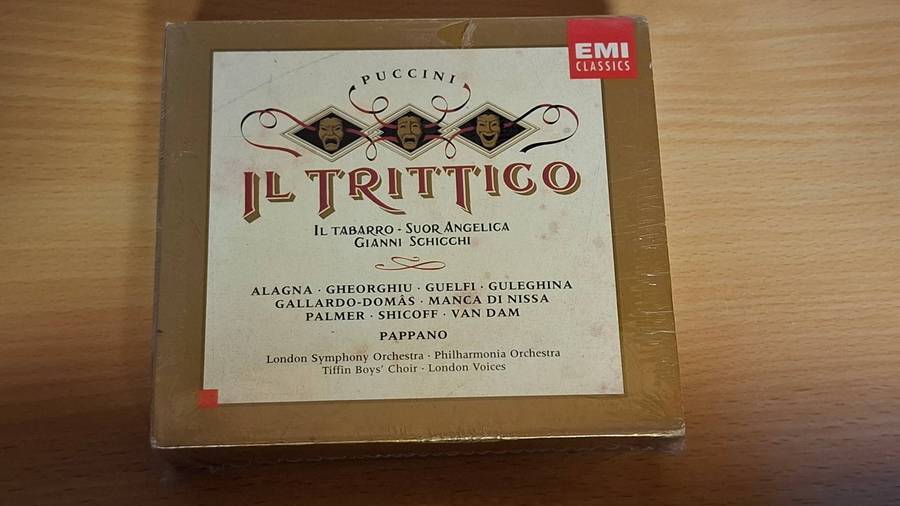 EMI
CLASSICS
PUCCINI
IL TRITTICO
IL TABARRO - SUOR ANGELICA
GIANNI SCHICCHI
ALAGNA · GHEORGHIU · GUELFI · GULEGHINA
GALLARDO-DOMÂS · MANCA DI NISSA
PALMER · SHICOFF · VAN DAM
PAPPANO
London Symphony Orchestra · Philharmonia Orchestra
Tiffin Boys' Choir · London Voices